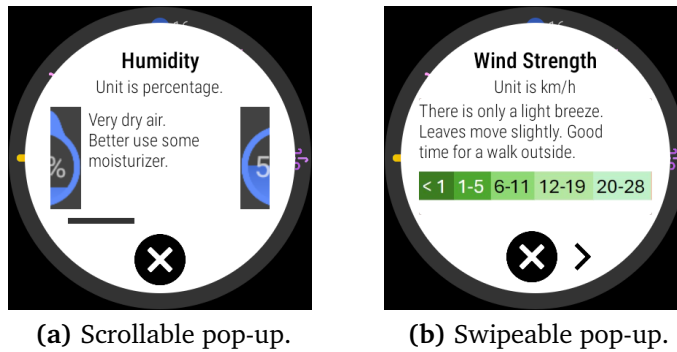 Humidity
Unit is percentage.
Very dry air.
Better use some
moisturizer.
%
5
(a) Scrollable pop-up.
Wind Strength
Unit is km/h
There is only a light breeze.
Leaves move slightly. Good
time for a walk outside.
< 1 1-5 6-11 12-19 20-28
(b) Swipeable pop-up.